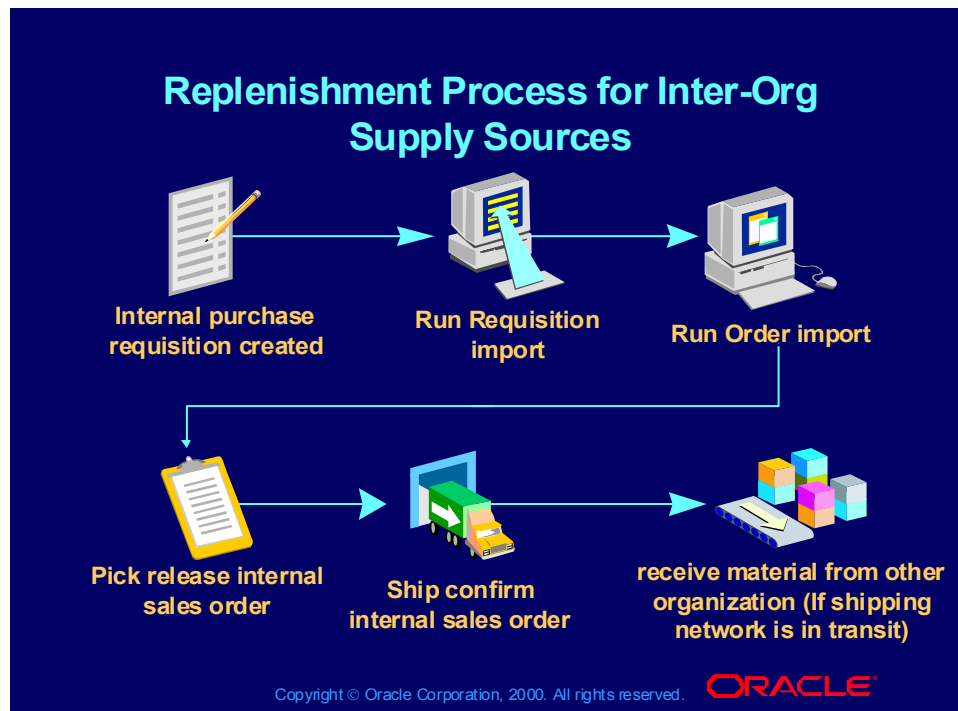 Replenishment Process for Inter-Org
Supply Sources
Internal purchase
requisition created
Run Requisition
import
Run Order import
Pick release internal
sales order
Ship confirm
internal sales order
receive material from other
organization (If shipping
network is in transit)
Copyright © Oracle Corporation, 2000. All rights reserved.
ORACLE®